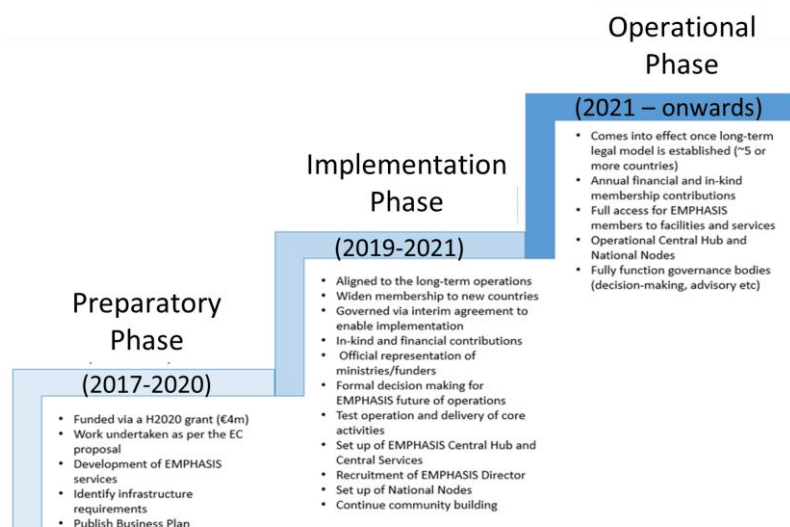 Operational
Phase
(2021 – onwards)
• Comes into effect once long-term
legal model is established (~5 or
more countries)
• Annual financial and in-kind
membership contributions
• Full access for EMPHASIS
members to facilities and services
• Operational Central Hub and
National Nodes
• Fully function governance bodies
(decision-making, advisory etc)
Implementation
Phase
(2019-2021)
• Aligned to the long-term operations
• Widen membership to new countries
• Governed via interim agreement to
enable implementation
• In-kind and financial contributions
• Official representation of
ministries/funders
• Formal decision making for
EMPHASIS future of operations
• Test operation and delivery of core
activities
• Set up of EMPHASIS Central Hub and
Central Services
• Recruitment of EMPHASIS Director
• Set up of National Nodes
• Continue community building
Preparatory
Phase
(2017-2020)
• Funded via a H2020 grant (€4m)
• Work undertaken as per the EC
proposal
• Development of EMPHASIS
services
• Identify infrastructure
requirements
• Publish Business Plan